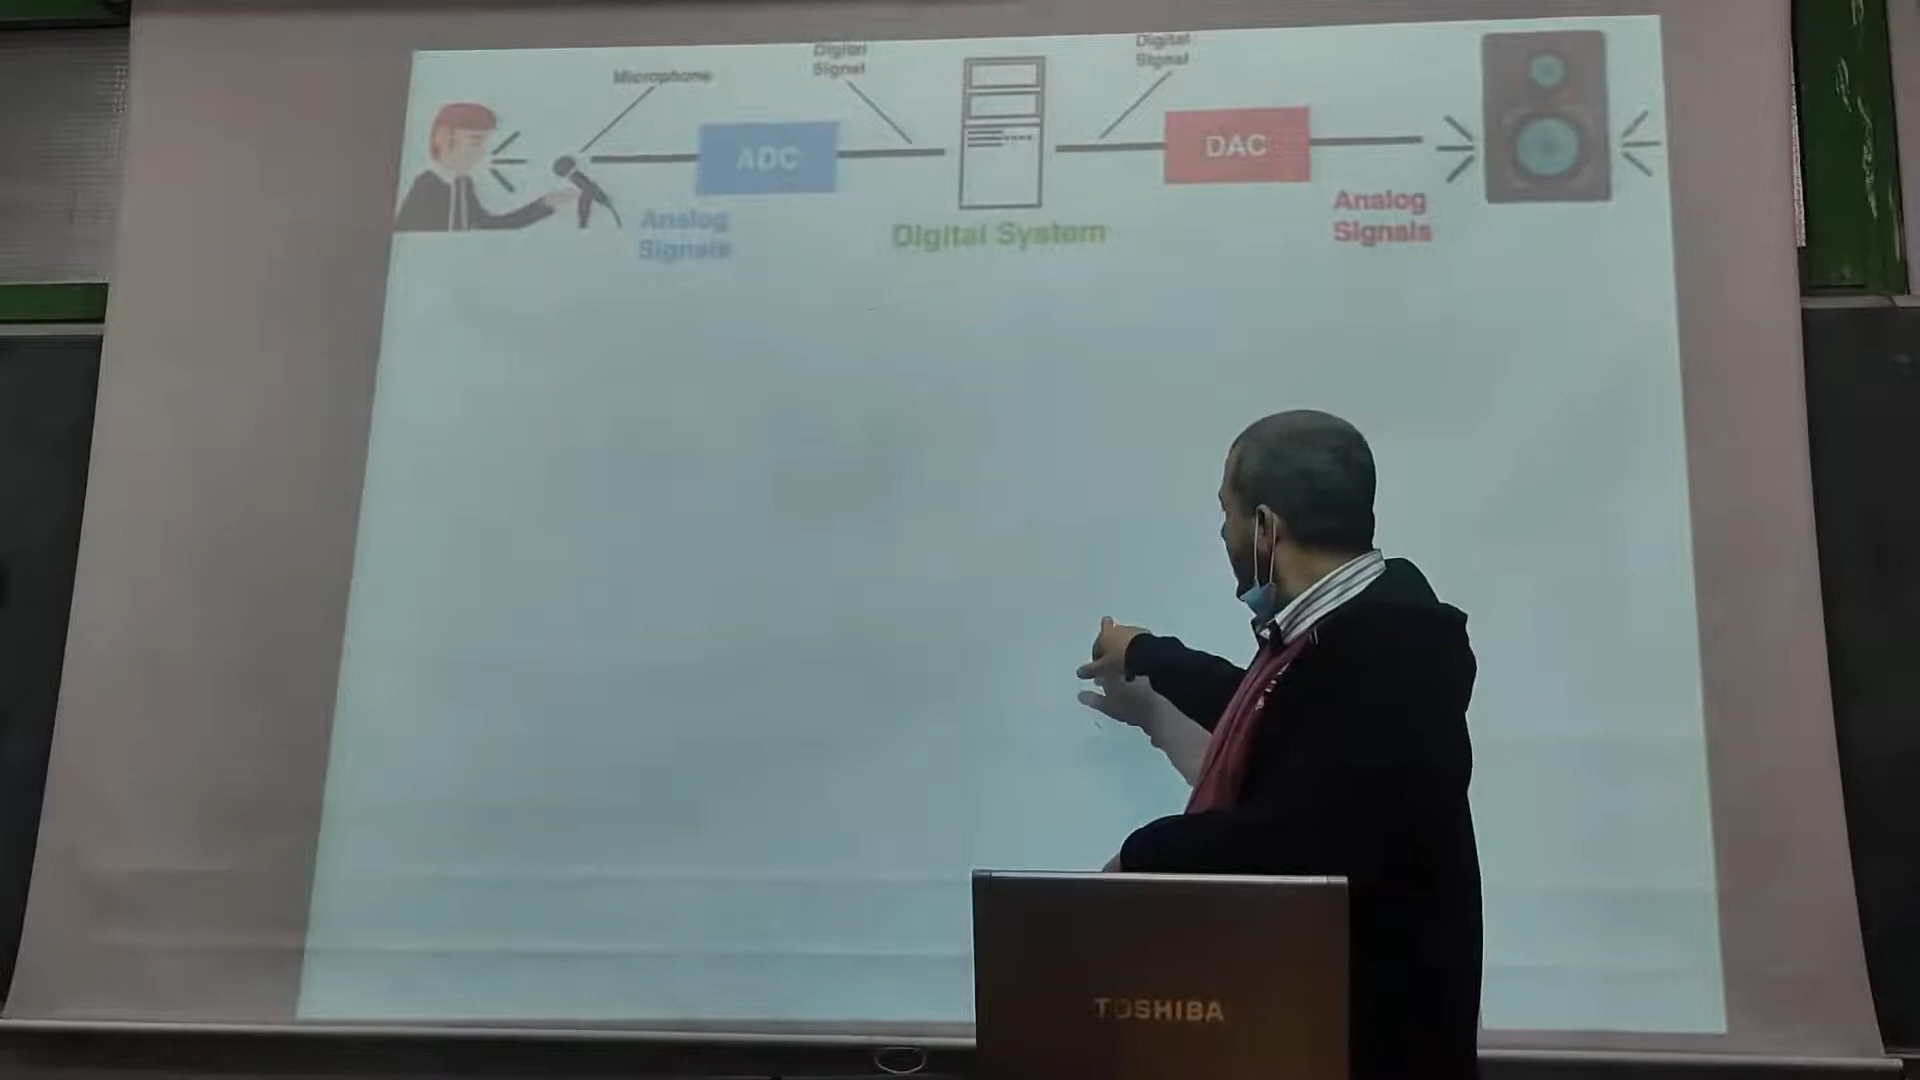 Microphone
Digital
Signal
Digital
Signal
ADC
DAC
Analog
Signals
Digital System
Analog
Signals
TOSHIBA